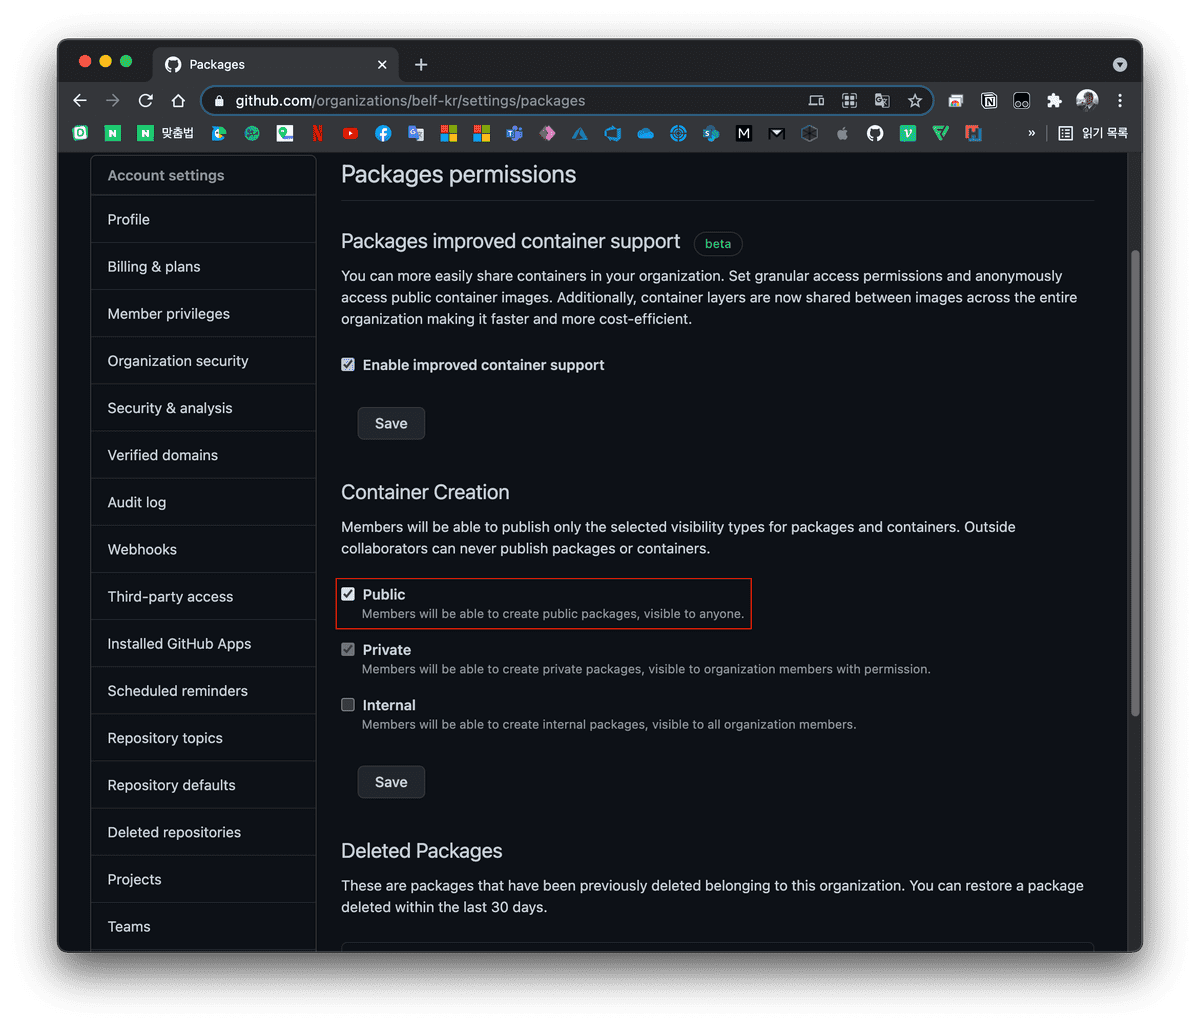 Packages
github.com/organizations/belf-kr/settings/packages
맞춤법
» 읽기 목록
Account settings
Profile
Billing & plans
Member privileges
Organization security
Security & analysis
Verified domains
Audit log
Webhooks
Third-party access
Installed GitHub Apps
Scheduled reminders
Repository topics
Repository defaults
Deleted repositories
Projects
Teams
Packages permissions
Packages improved container support beta
You can more easily share containers in your organization. Set granular access permissions and anonymously
access public container images. Additionally, container layers are now shared between images across the entire
organization making it faster and more cost-efficient.
Enable improved container support
Save
Container Creation
Members will be able to publish only the selected visibility types for packages and containers. Outside
collaborators can never publish packages or containers.
Public
Members will be able to create public packages, visible to anyone.
Private
Members will be able to create private packages, visible to organization members with permission.
Internal
Members will be able to create internal packages, visible to all organization members.
Save
Deleted Packages
These are packages that have been previously deleted belonging to this organization. You can restore a package
deleted within the last 30 days.